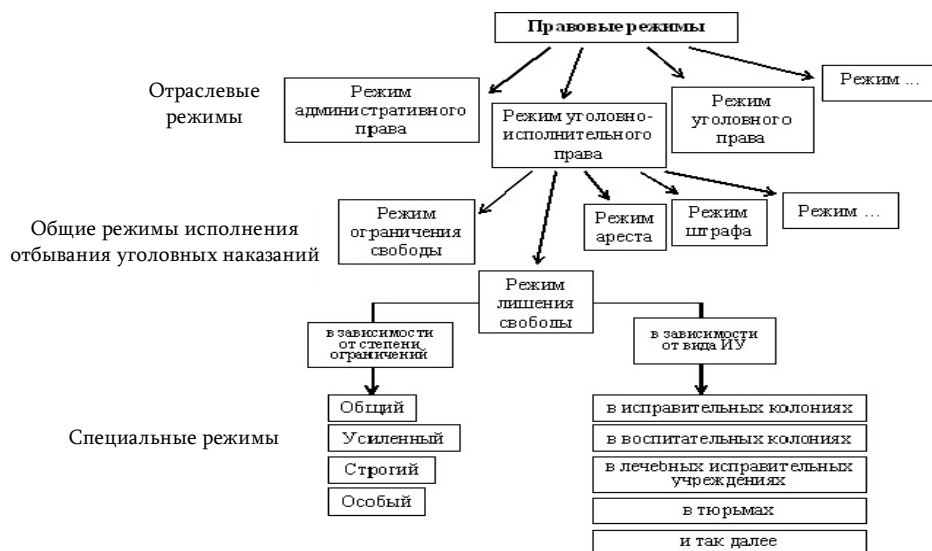 Правовые режимы
Отраслевые
режимы
Режим
административного
права
Режим уголовно-
исполнительного
права
Режим
уголовного
права
Режим ...
Общие режимы исполнения
отбывания уголовных наказаний
Режим
ограничения
свободы
Режим
ареста
Режим
штрафа
Режим ...
Режим
лишения
свободы
в зависимости
от степени
ограничений
в зависимости
от вида ИУ
Специальные режимы
Общий
Усиленный
Строгий
Особый
в исправительных колониях
в воспитательных колониях
в лечебных исправительных
учреждениях
в тюрьмах
и так далее